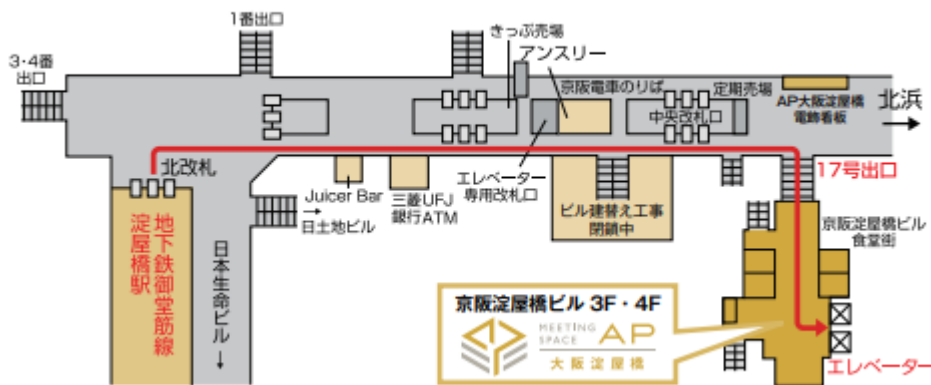 1番出口
3・4番
出口
きっぷ売場
アンスリー
京阪電車のりば
定期売場
中央改札口
AP大阪淀屋橋
電飾看板
北浜
北改札
17号出口
Juicer Bar
三菱UFJ
銀行ATM
エレベーター
専用改札口
ビル建替え工事
閉鎖中
日土地ビル
地下鉄御堂筋線
淀屋橋駅
日本生命ビル
京阪淀屋橋ビル
食堂街
京阪淀屋橋ビル 3F・4F
MEETING
SPACE
AP
大阪淀屋橋
エレベーター